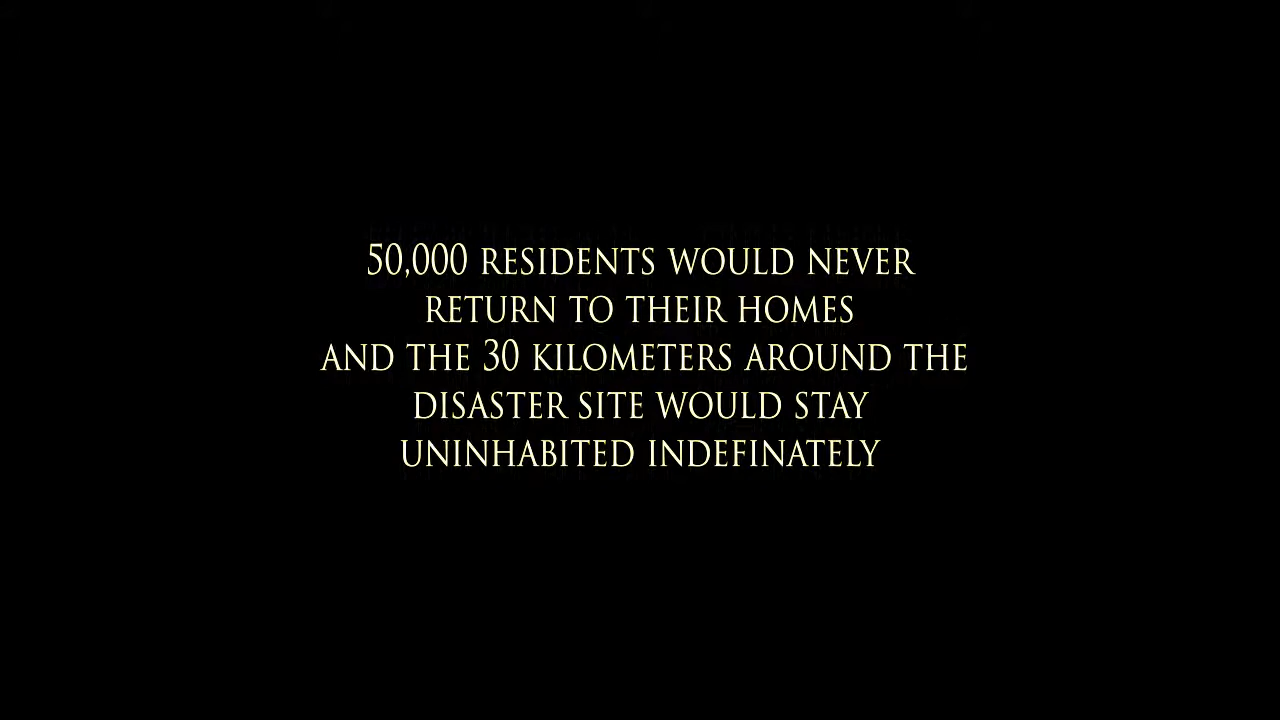 50,000 RESIDENTS WOULD NEVER
RETURN TO THEIR HOMES
AND THE 30 KILOMETERS AROUND THE
DISASTER SITE WOULD STAY
UNINHABITED INDEFINATELY